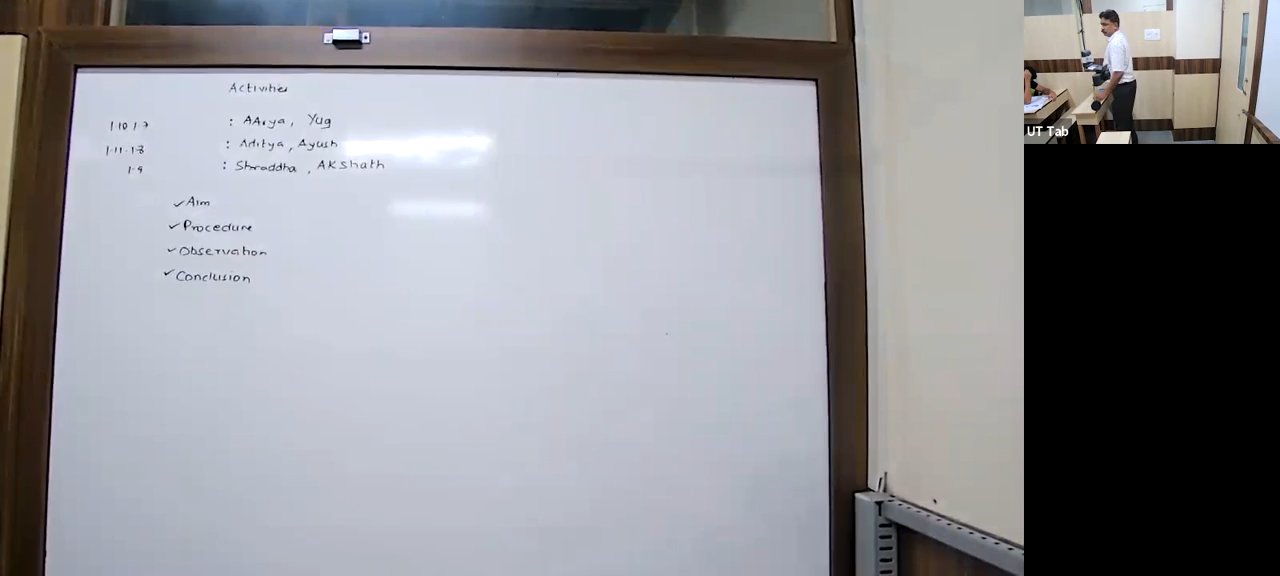 Activities
1.10 1.7 : AArya, Yug
1.11. 1.8 : Aditya, Ayush
1.9 : Shraddha, AKshath
✓Aim
✓Procedure
✓Observation
✓Conclusion
UT Tab